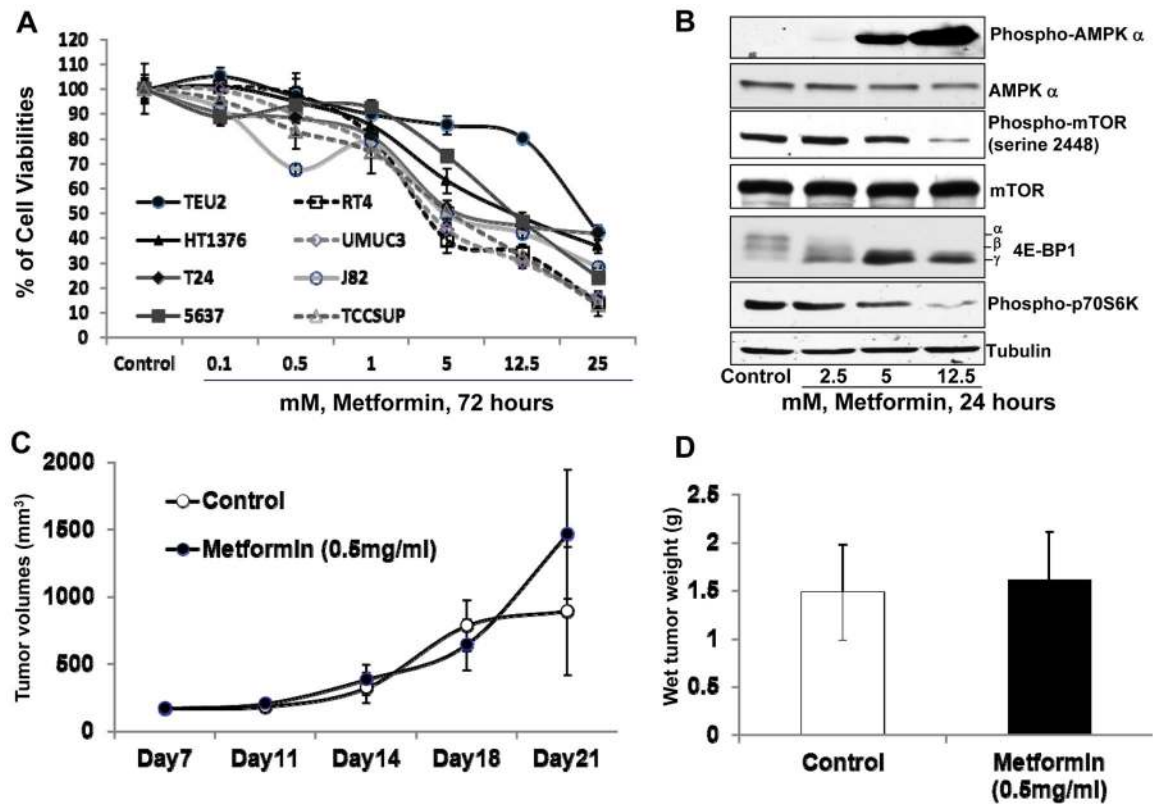 A
120
110
100
90
80
70
60
50
40
30
20
10
0
% of Cell Viabilities
TEU2
RT4
HT1376
UMUC3
T24
J82
5637
TCCSUP
Control 0.1 0.5 1 5 12.5 25
mM, Metformin, 72 hours
B
Phospho-AMPK α
AMPK α
Phospho-mTOR
(serine 2448)
mTOR
α
β
γ
4E-BP1
Phospho-p70S6K
Tubulin
Control 2.5 5 12.5
mM, Metformin, 24 hours
C
2000
1500
1000
500
0
Tumor volumes (mm³)
Control
Metformin (0.5mg/ml)
Day7 Day11 Day14 Day18 Day21
D
2.5
2
1.5
1
0.5
0
Wet tumor weight (g)
Control
Metformin
(0.5mg/ml)